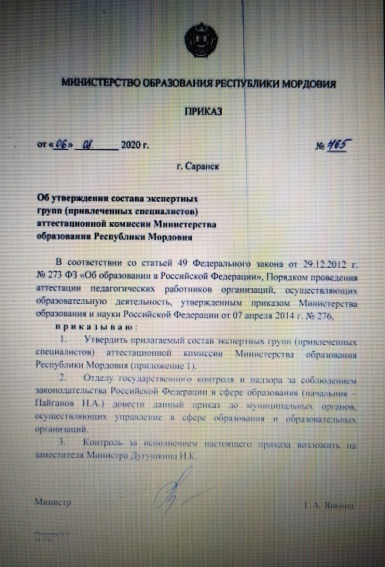 МИНИСТЕРСТВО ОБРАЗОВАНИЯ РЕСПУБЛИКИ МОРДОВИЯ
ПРИКАЗ
от «06» 2020 г. № 465
г. Саранск
Об утверждении состава экспертных
групп (привлеченных специалистов)
аттестационной комиссии Министерства
образования Республики Мордовия
В соответствии со статьей 49 Федерального закона от 29.12.2012 г.
№ 273 ФЗ «Об образовании в Российской Федерации», Порядком проведения
аттестации педагогических работников организаций, осуществляющих
образовательную деятельность, утвержденным приказом Министерства
образования и науки Российской Федерации от 07 апреля 2014 г. № 276,
приказываю:
1. Утвердить прилагаемый состав экспертных групп (привлеченных
специалистов) аттестационной комиссии Министерства образования
Республики Мордовия (приложение 1).
2. Отделу государственного контроля и надзора за соблюдением
законодательства Российской Федерации в сфере образования (начальник –
Пайганов Н.А.) довести данный приказ до муниципальных органов,
осуществляющих управление в сфере образования и образовательных
организаций.
3. Контроль за исполнением настоящего приказа возложить на
заместителя Министра Дугушкина И.К.
Министр Г.А. Явкина